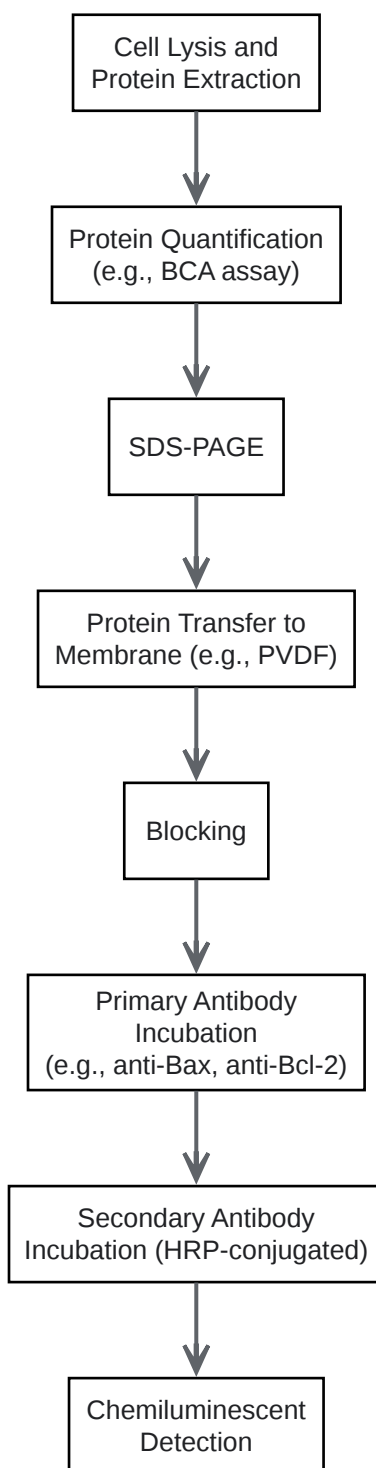 Cell Lysis and
Protein Extraction
Protein Quantification
(e.g., BCA assay)
SDS-PAGE
Protein Transfer to
Membrane (e.g., PVDF)
Blocking
Primary Antibody
Incubation
(e.g., anti-Bax, anti-Bcl-2)
Secondary Antibody
Incubation (HRP-conjugated)
Chemiluminescent
Detection